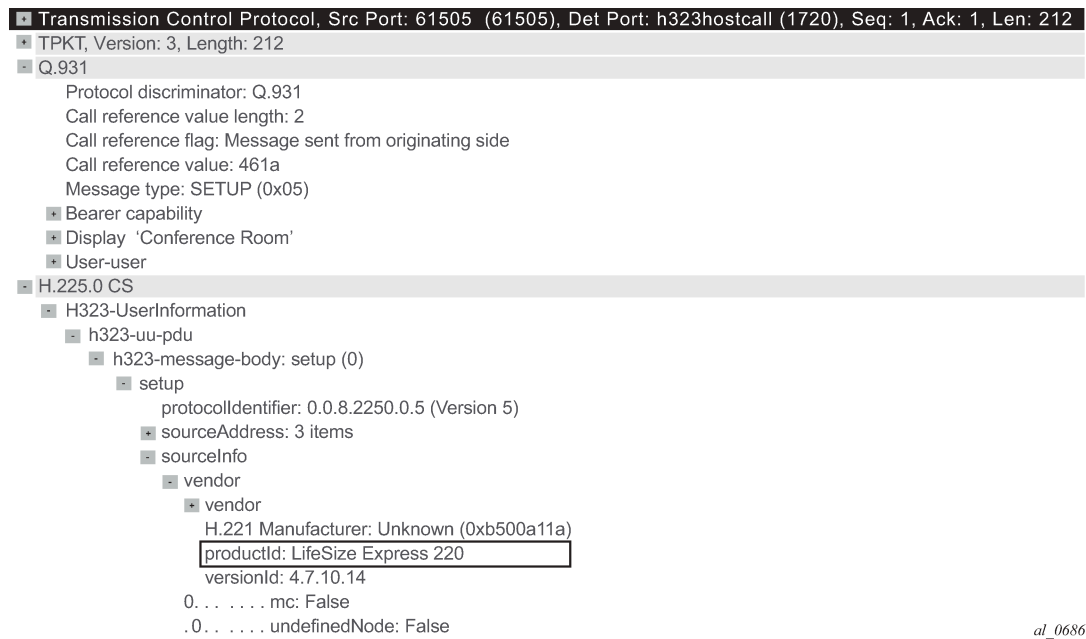 Transmission Control Protocol, Src Port: 61505 (61505), Det Port: h323hostcall (1720), Seq: 1, Ack: 1, Len: 212
TPKT, Version: 3, Length: 212
Q.931
Protocol discriminator: Q.931
Call reference value length: 2
Call reference flag: Message sent from originating side
Call reference value: 461a
Message type: SETUP (0x05)
Bearer capability
Display ‘Conference Room’
User-user
H.225.0 CS
H323-UserInformation
h323-uu-pdu
h323-message-body: setup (0)
setup
protocolIdentifier: 0.0.8.2250.0.5 (Version 5)
sourceAddress: 3 items
sourceInfo
vendor
vendor
H.221 Manufacturer: Unknown (0xb500a11a)
productId: LifeSize Express 220
versionId: 4.7.10.14
0. . . . . . . mc: False
. 0. . . . . . undefinedNode: False
al_0686